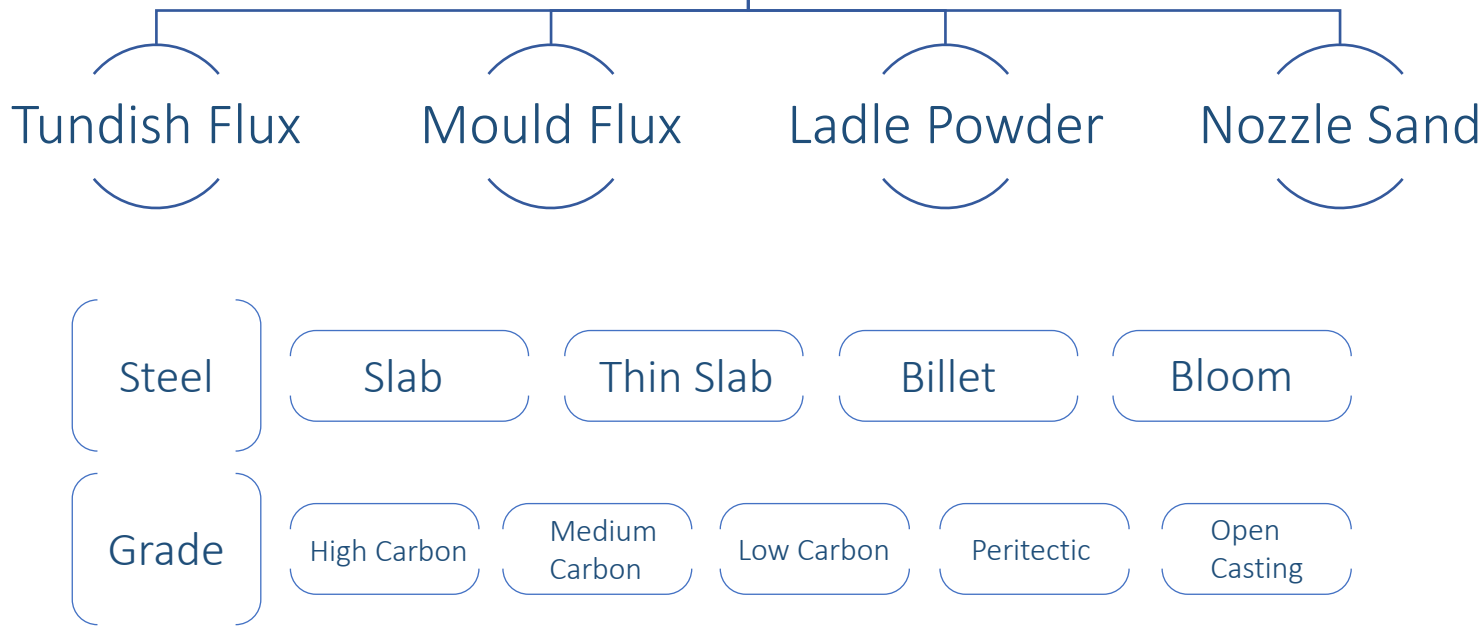 Tundish Flux
Mould Flux
Ladle Powder
Nozzle Sand
Steel
Slab
Thin Slab
Billet
Bloom
Grade
High Carbon
Medium
Carbon
Low Carbon
Peritectic
Open
Casting